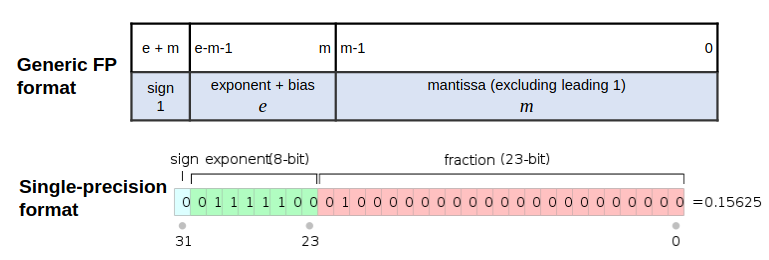 e + m e-m-1 m m-1 0
Generic FP format
sign 1 exponent + bias e mantissa (excluding leading 1) m
sign exponent(8-bit) fraction (23-bit)
Single-precision format
0 0 1 1 1 1 1 0 0 0 1 0 0 0 0 0 0 0 0 0 0 0 0 0 0 0 0 0 0 0 0 0 =0.15625
31 23 0